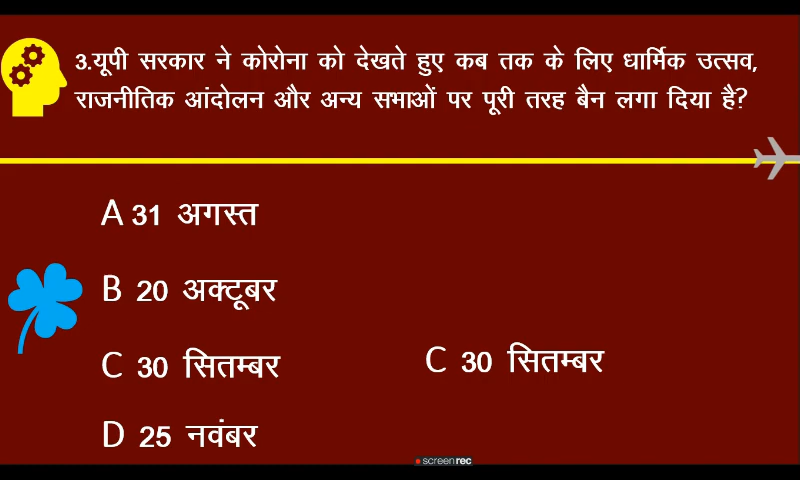 3.यूपी सरकार ने कोरोना को देखते हुए कब तक के लिए धार्मिक उत्सव,
राजनीतिक आंदोलन और अन्य सभाओं पर पूरी तरह बैन लगा दिया है?
A 31 अगस्त
B 20 अक्टूबर
C 30 सितम्बर
C 30 सितम्बर
D 25 नवंबर
screenrec